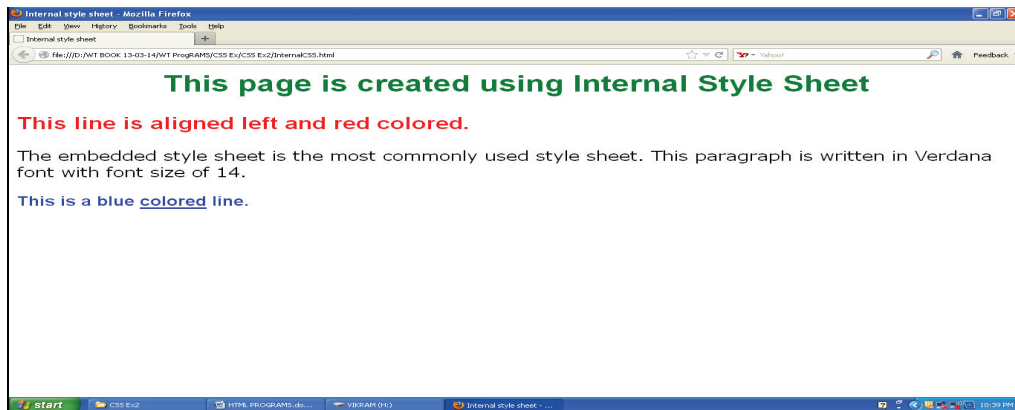 Internal style sheet - Mozilla Firefox
File Edit View History Bookmarks Tools Help
Internal style sheet +
file:///D:/WT BOOK 13-03-14/WT ProgRAMS/CSS Ex/CSS Ex2/InternalCSS.html Yahoo! Feedback
This page is created using Internal Style Sheet
This line is aligned left and red colored.
The embedded style sheet is the most commonly used style sheet. This paragraph is written in Verdana
font with font size of 14.
This is a blue colored line.
start CSS Ex2 HTML PROGRAMS.do... VIKRAM (H:) Internal style sheet - ... 10:39 PM